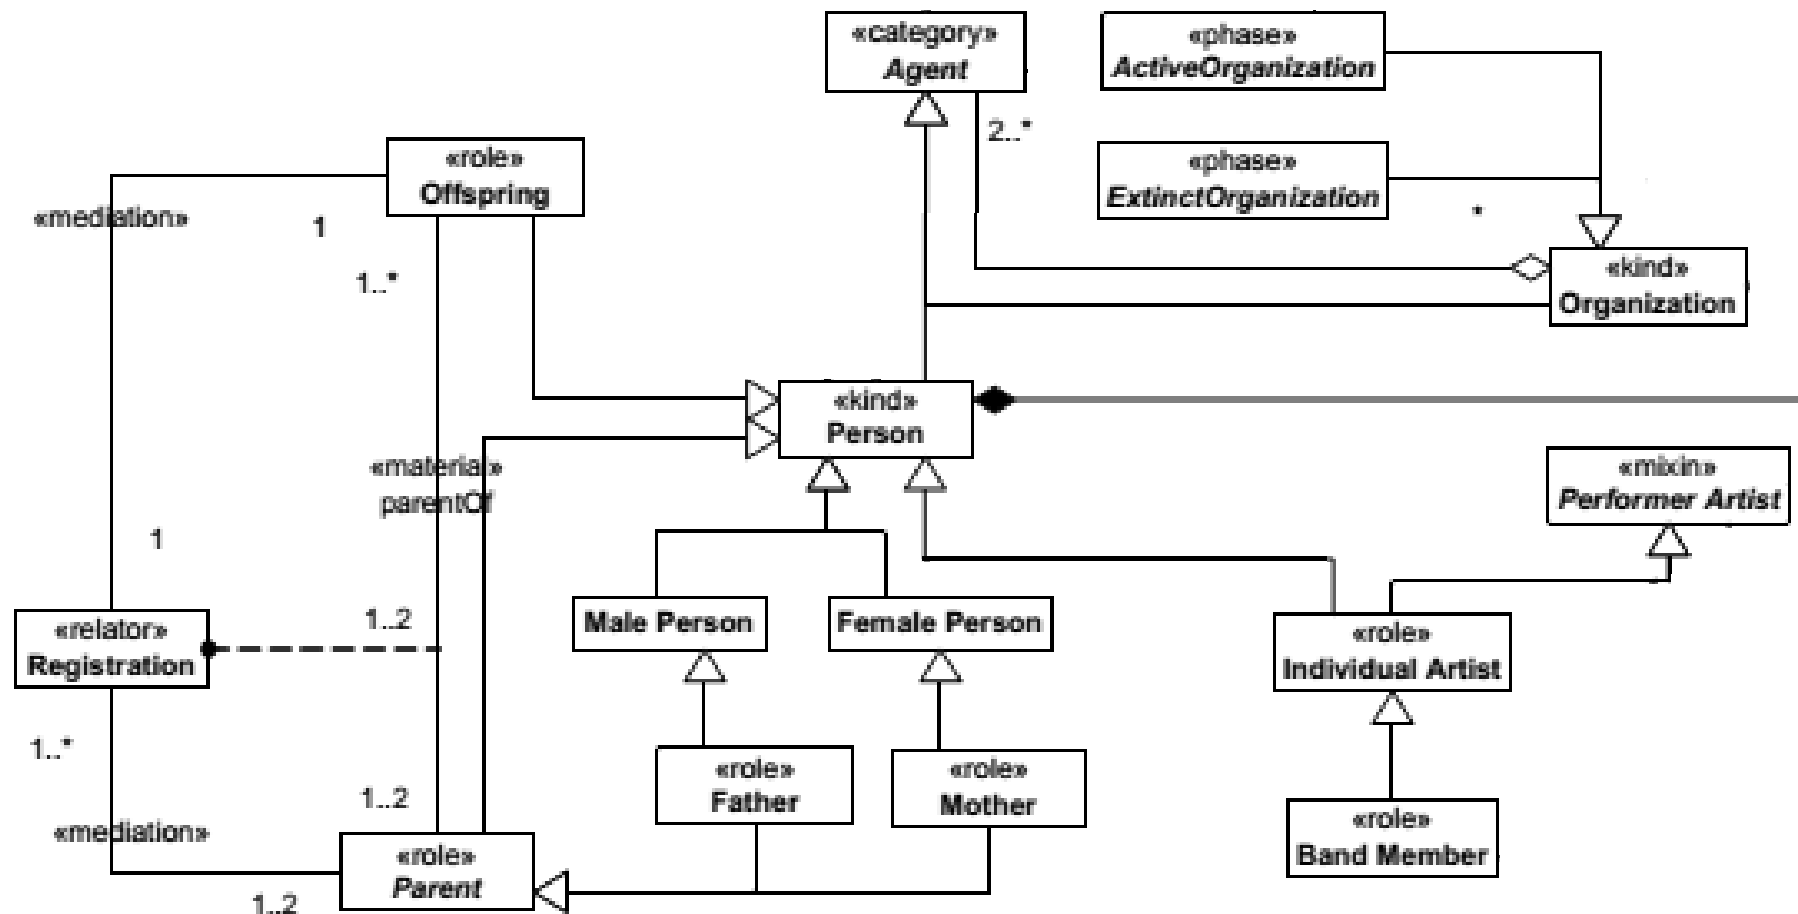 «category»
Agent
«phase»
ActiveOrganization
2..*
«phase»
ExtinctOrganization
*
«kind»
Organization
«role»
Offspring
«mediation»
1
1..*
«kind»
Person
«material»
parentOf
1
«mixin»
Performer Artist
«relator»
Registration
1..2
Male Person
Female Person
«role»
Individual Artist
1..*
1..2
«role»
Father
«role»
Mother
«role»
Band Member
«mediation»
«role»
Parent
1..2